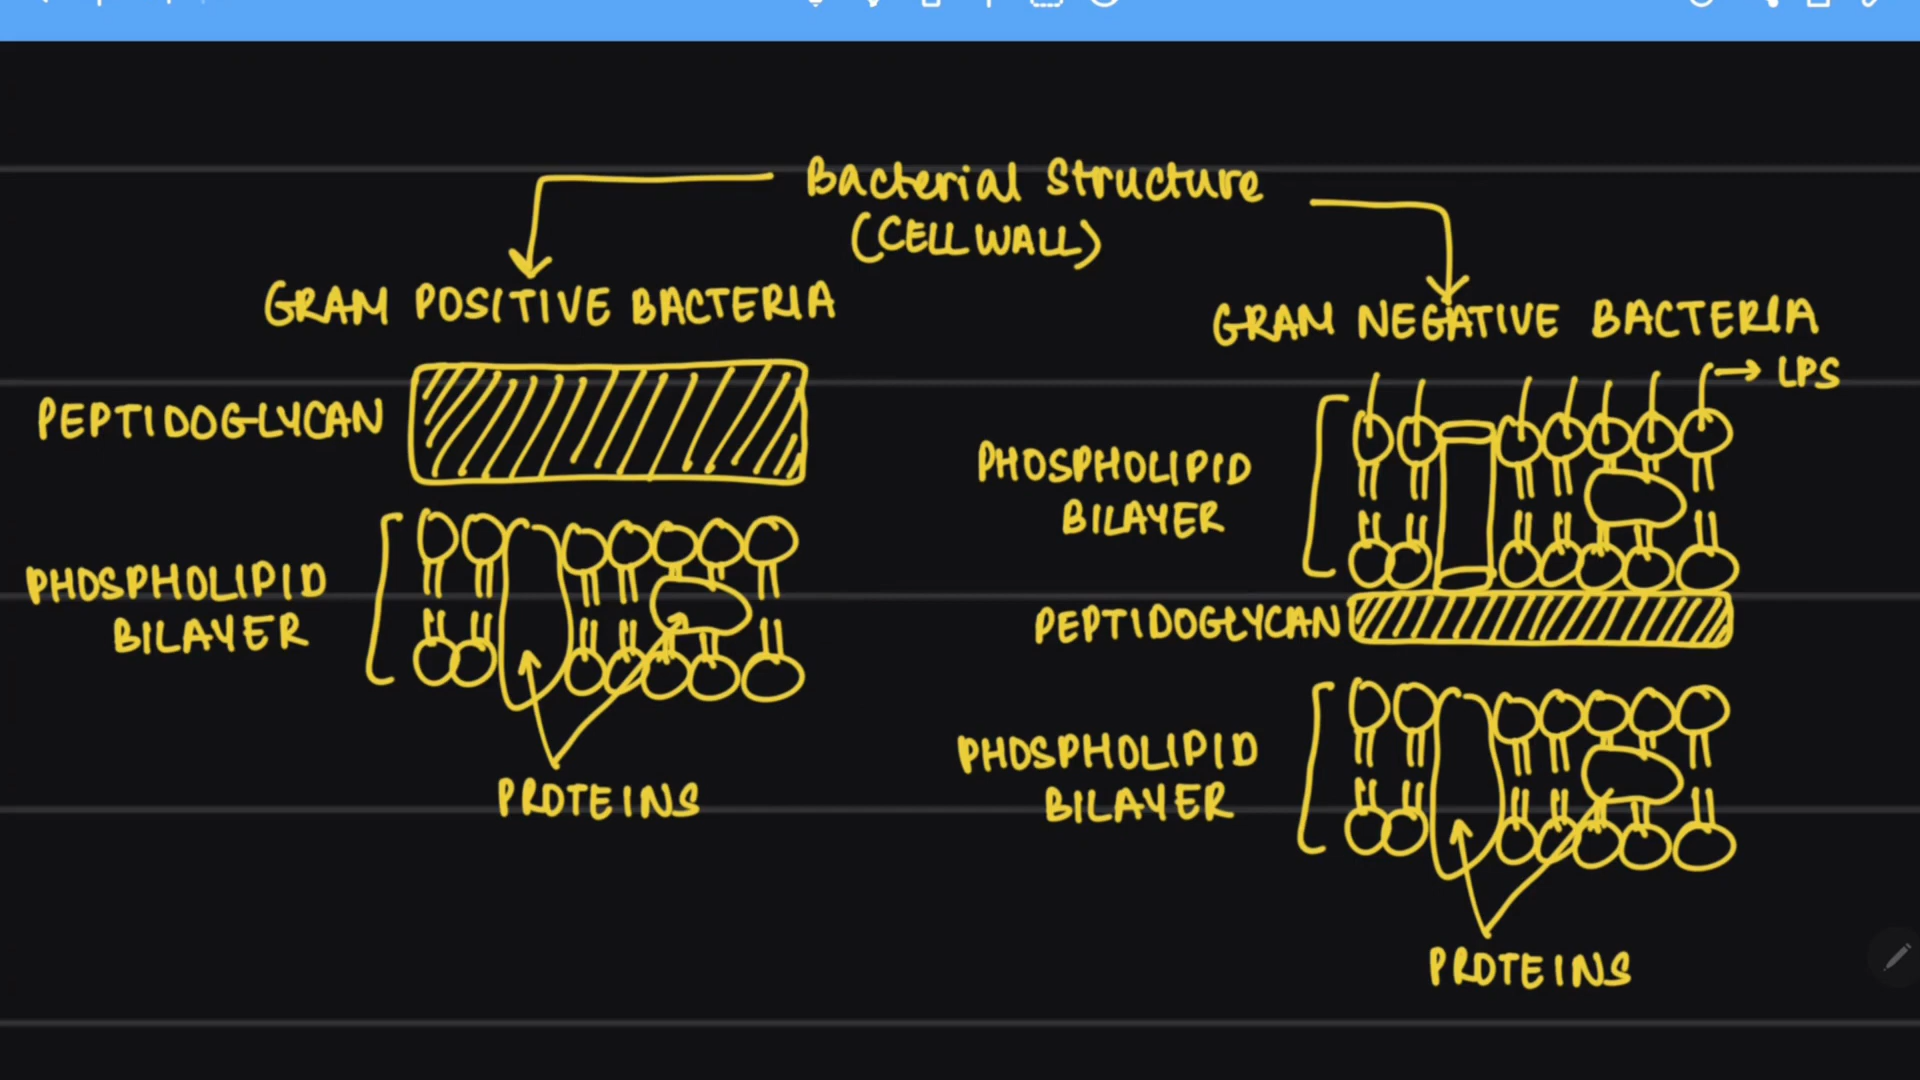 Bacterial Structure
(CELL WALL)
GRAM POSITIVE BACTERIA
PEPTIDOGLYCAN
PHOSPHOLIPID
BILAYER
PROTEINS
GRAM NEGATIVE BACTERIA
LPS
PHOSPHOLIPID
BILAYER
PEPTIDOGLYCAN
PHOSPHOLIPID
BILAYER
PROTEINS